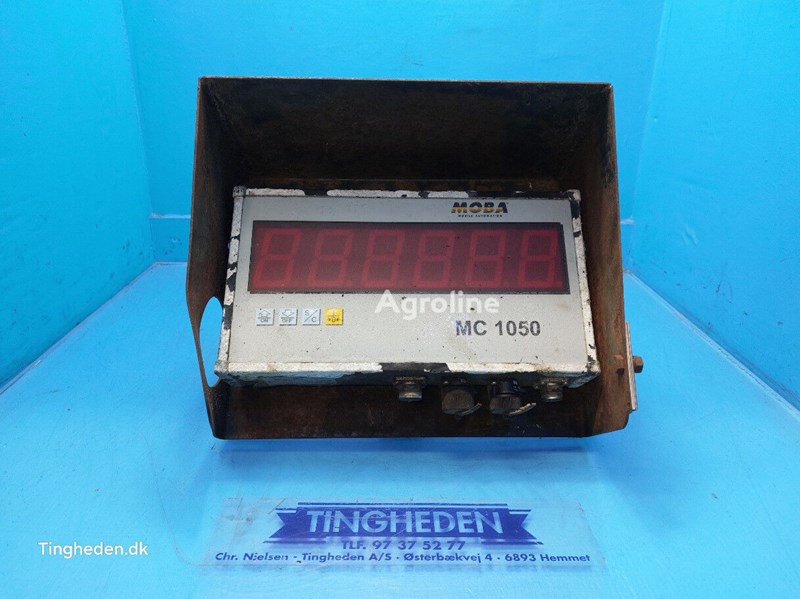 MOBA
MOBILE AUTOMATION
Agroline
MC 1050
TINGHEDEN
TLF. 97 37 52 77
Chr. Nielsen - Tingheden A/S - Østerbækvej 4 - 6893 Hemmet
Tingheden.dk